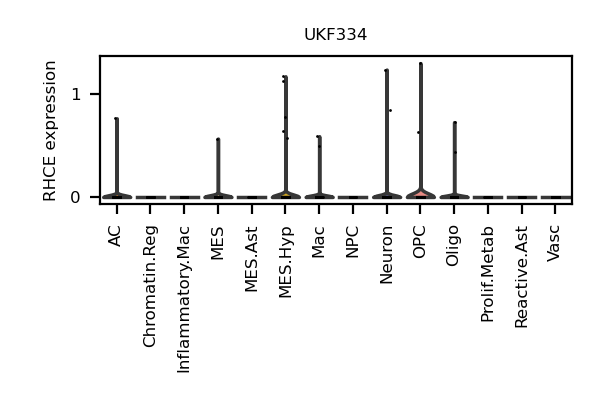 UKF334
RHCE expression
1
0
AC
Chromatin.Reg
Inflammatory.Mac
MES
MES.Ast
MES.Hyp
Mac
NPC
Neuron
OPC
Oligo
Prolif.Metab
Reactive.Ast
Vasc